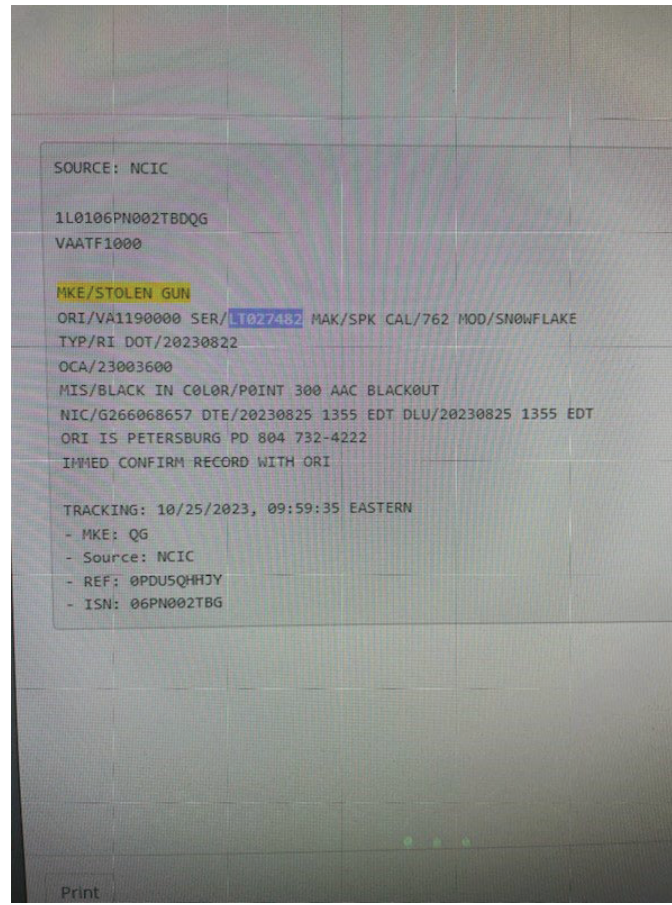 SOURCE: NCIC
1L0106PN002TBDQG
VAATF1000
MKE/STOLEN GUN
ORI/VA1190000 SER/LT027482 MAK/SPK CAL/762 MOD/SN0WFLAKE
TYP/RI DOT/20230822
OCA/23003600
MIS/BLACK IN C0L0R/P0INT 300 AAC BLACK0UT
NIC/G266068657 DTE/20230825 1355 EDT DLU/20230825 1355 EDT
ORI IS PETERSBURG PD 804 732-4222
IMMED CONFIRM RECORD WITH ORI
TRACKING: 10/25/2023, 09:59:35 EASTERN
- MKE: QG
- Source: NCIC
- REF: 0PDU5QHHJY
- ISN: 06PN002TBG
Print